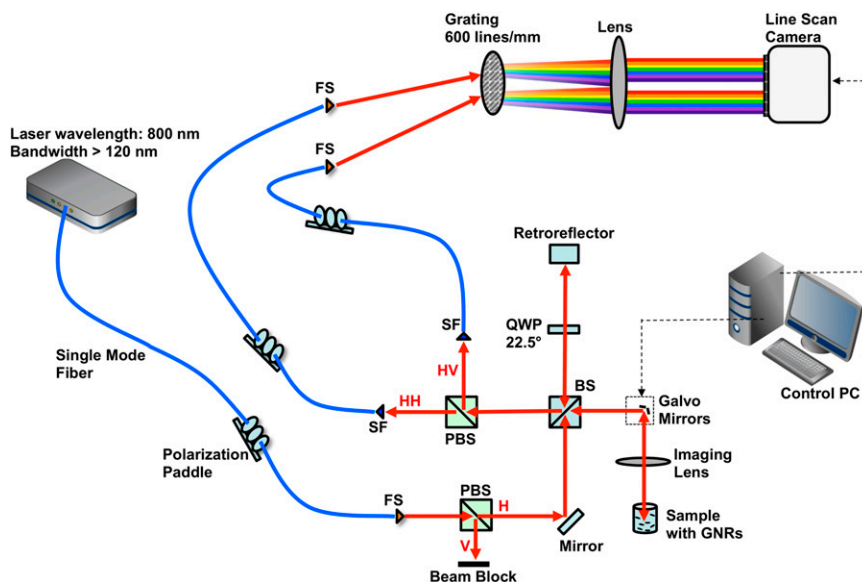 Grating
600 lines/mm
Lens
Line Scan
Camera
FS
Laser wavelength: 800 nm
Bandwidth > 120 nm
FS
Retroreflector
QWP
22.5°
SF
HV
Single Mode
Fiber
BS
Galvo
Mirrors
Control PC
HH
SF
PBS
Imaging
Lens
Polarization
Paddle
FS
PBS
H
V
Mirror
Sample
with GNRs
Beam Block